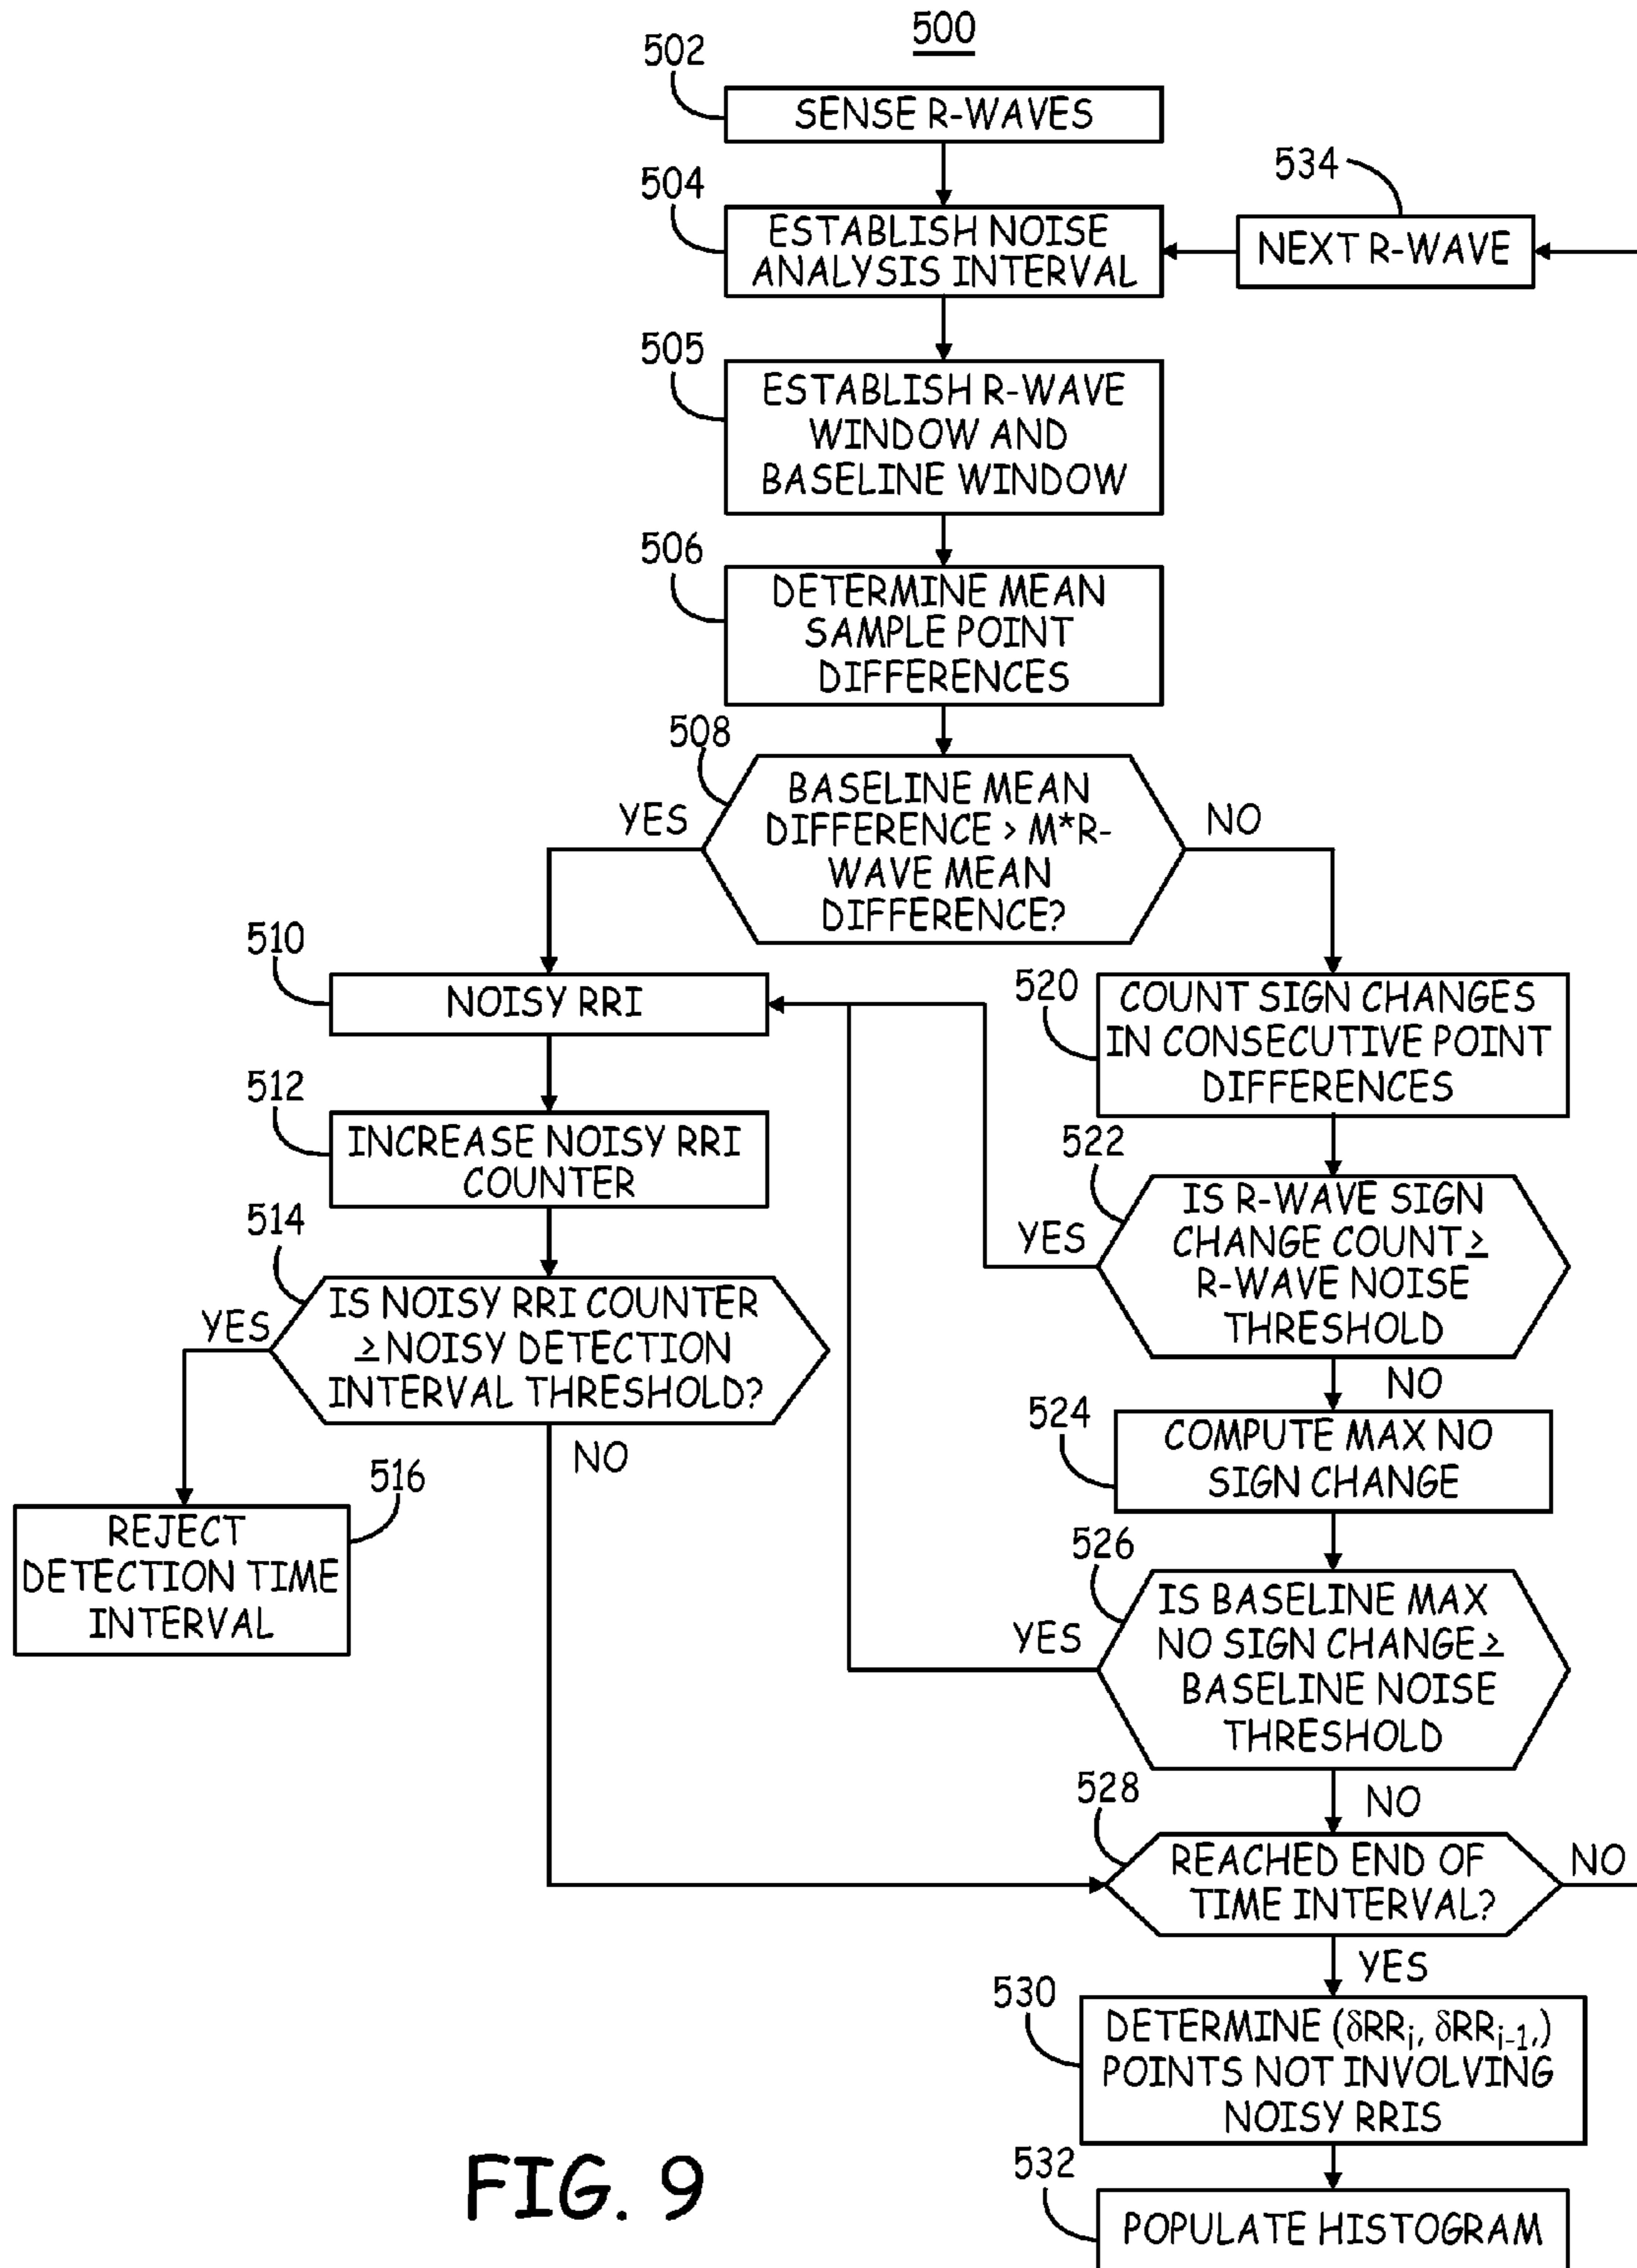 500
502
SENSE R-WAVES
504
ESTABLISH NOISE
ANALYSIS INTERVAL
534
NEXT R-WAVE
505
ESTABLISH R-WAVE
WINDOW AND
BASELINE WINDOW
506
DETERMINE MEAN
SAMPLE POINT
DIFFERENCES
508
BASELINE MEAN
DIFFERENCE > M*R-
WAVE MEAN
DIFFERENCE?
YES
NO
510
NOISY RRI
512
INCREASE NOISY RRI
COUNTER
514
IS NOISY RRI COUNTER
≥ NOISY DETECTION
INTERVAL THRESHOLD?
YES
NO
516
REJECT
DETECTION TIME
INTERVAL
520
COUNT SIGN CHANGES
IN CONSECUTIVE POINT
DIFFERENCES
522
IS R-WAVE SIGN
CHANGE COUNT ≥
R-WAVE NOISE
THRESHOLD
YES
NO
524
COMPUTE MAX NO
SIGN CHANGE
526
IS BASELINE MAX
NO SIGN CHANGE ≥
BASELINE NOISE
THRESHOLD
YES
NO
528
REACHED END OF
TIME INTERVAL?
NO
YES
530
DETERMINE (δRRᵢ, δRRᵢ₋₁,)
POINTS NOT INVOLVING
NOISY RRIS
532
POPULATE HISTOGRAM
FIG. 9